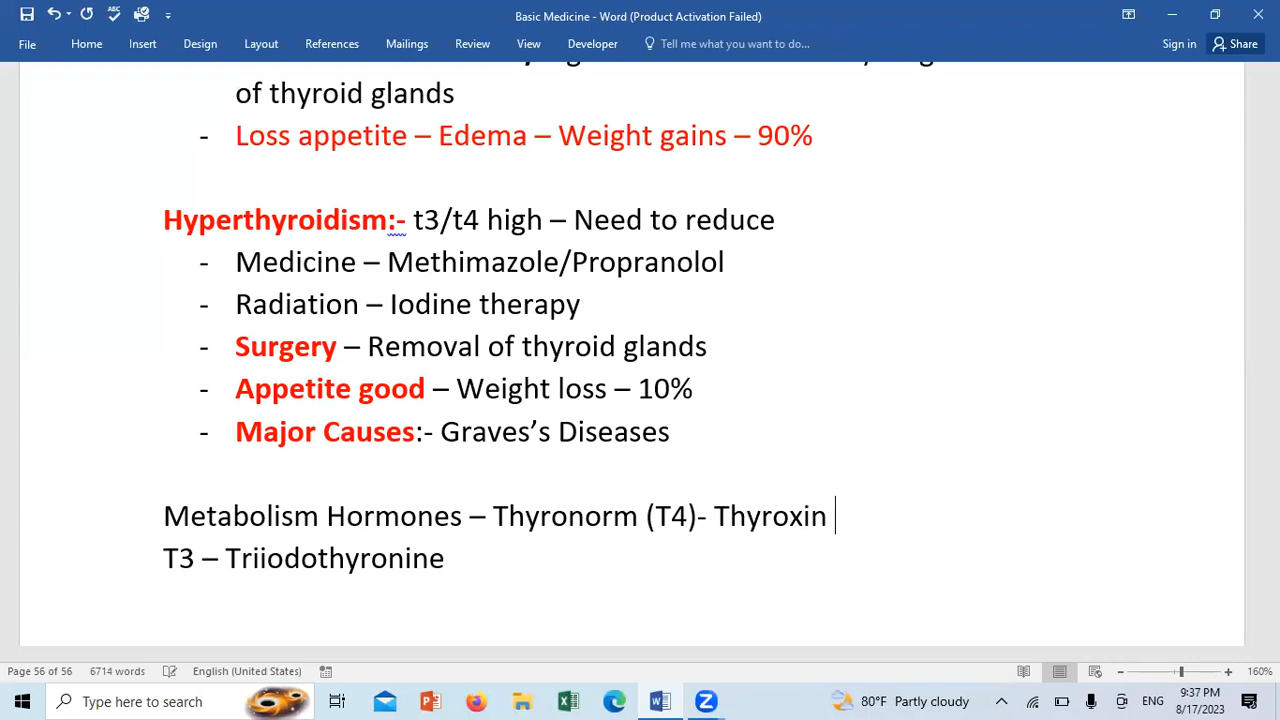 Basic Medicine - Word (Product Activation Failed)
File Home Insert Design Layout References Mailings Review View Developer Tell me what you want to do... Sign in Share
of thyroid glands
- Loss appetite – Edema – Weight gains – 90%
Hyperthyroidism:- t3/t4 high – Need to reduce
- Medicine – Methimazole/Propranolol
- Radiation – Iodine therapy
- Surgery – Removal of thyroid glands
- Appetite good – Weight loss – 10%
- Major Causes:- Graves’s Diseases
Metabolism Hormones – Thyronorm (T4)- Thyroxin
T3 – Triiodothyronine
Page 56 of 56 6714 words English (United States) 160%
Type here to search 80°F Partly cloudy ENG 9:37 PM
8/17/2023